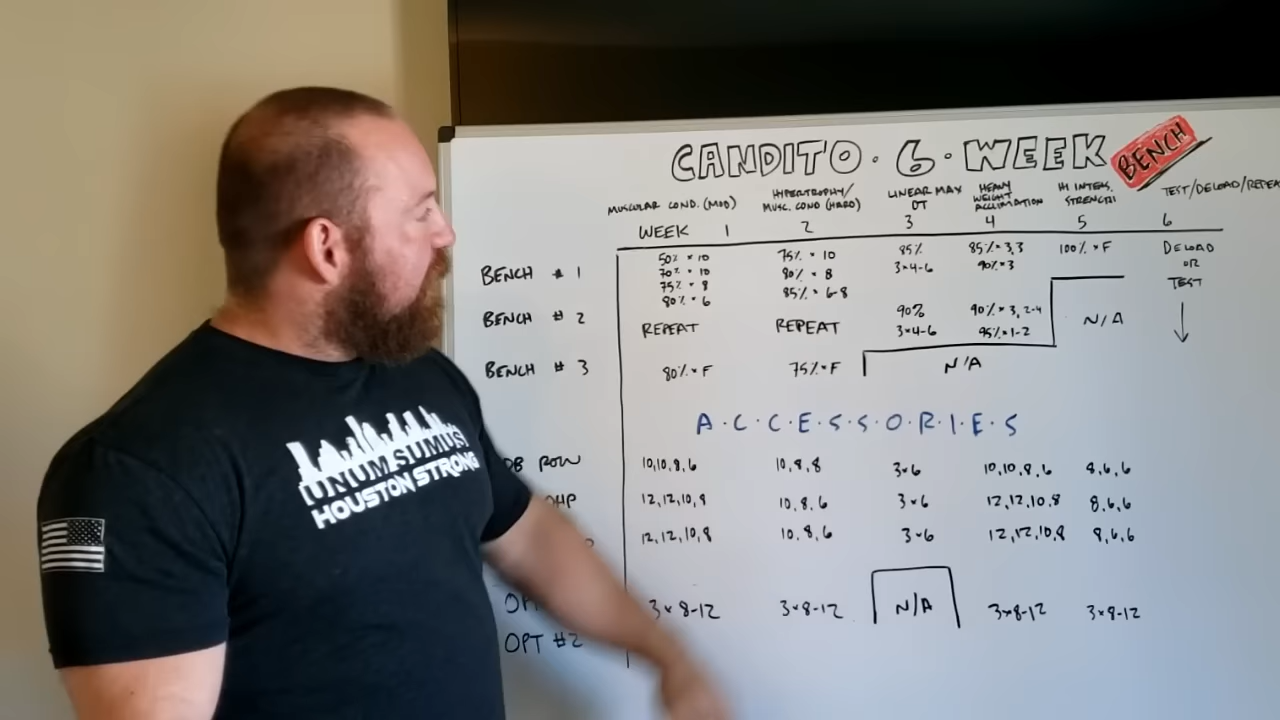 CANDITO · 6 · WEEK BENCH
MUSCULAR COND. (MOD) HYPERTROPHY/ MUSC. COND (HARD) LINEAR MAX OT HEAVY WEIGHT ACCLIMATION HI INTENS. STRENGTH TEST/DELOAD/REPEA
WEEK 1 2 3 4 5 6
BENCH # 1
50% × 10
70% × 10
75% × 8
80% × 6
75% × 10
80% × 8
85% × 6-8
85%
3×4-6
85% × 3,3
90% × 3
100% × F
DELOAD
OR
TEST
BENCH # 2
REPEAT REPEAT
90%
3×4-6
90% × 3, 2-4
95% × 1-2
N/A
BENCH # 3 80% × F 75% × F N/A
A·C·C·E·S·S·O·R·I·E·S
DB ROW 10,10,8,6 10,8,8 3×6 10,10,8,6 8,6,6
OHP 12,12,10,8 10,8,6 3×6 12,12,10,8 8,6,6
12,12,10,8 10,8,6 3×6 12,12,10,8 8,6,6
OP 3×8-12 3×8-12 N/A 3×8-12 3×8-12
OPT #2
UNUM SUMUS
HOUSTON STRONG